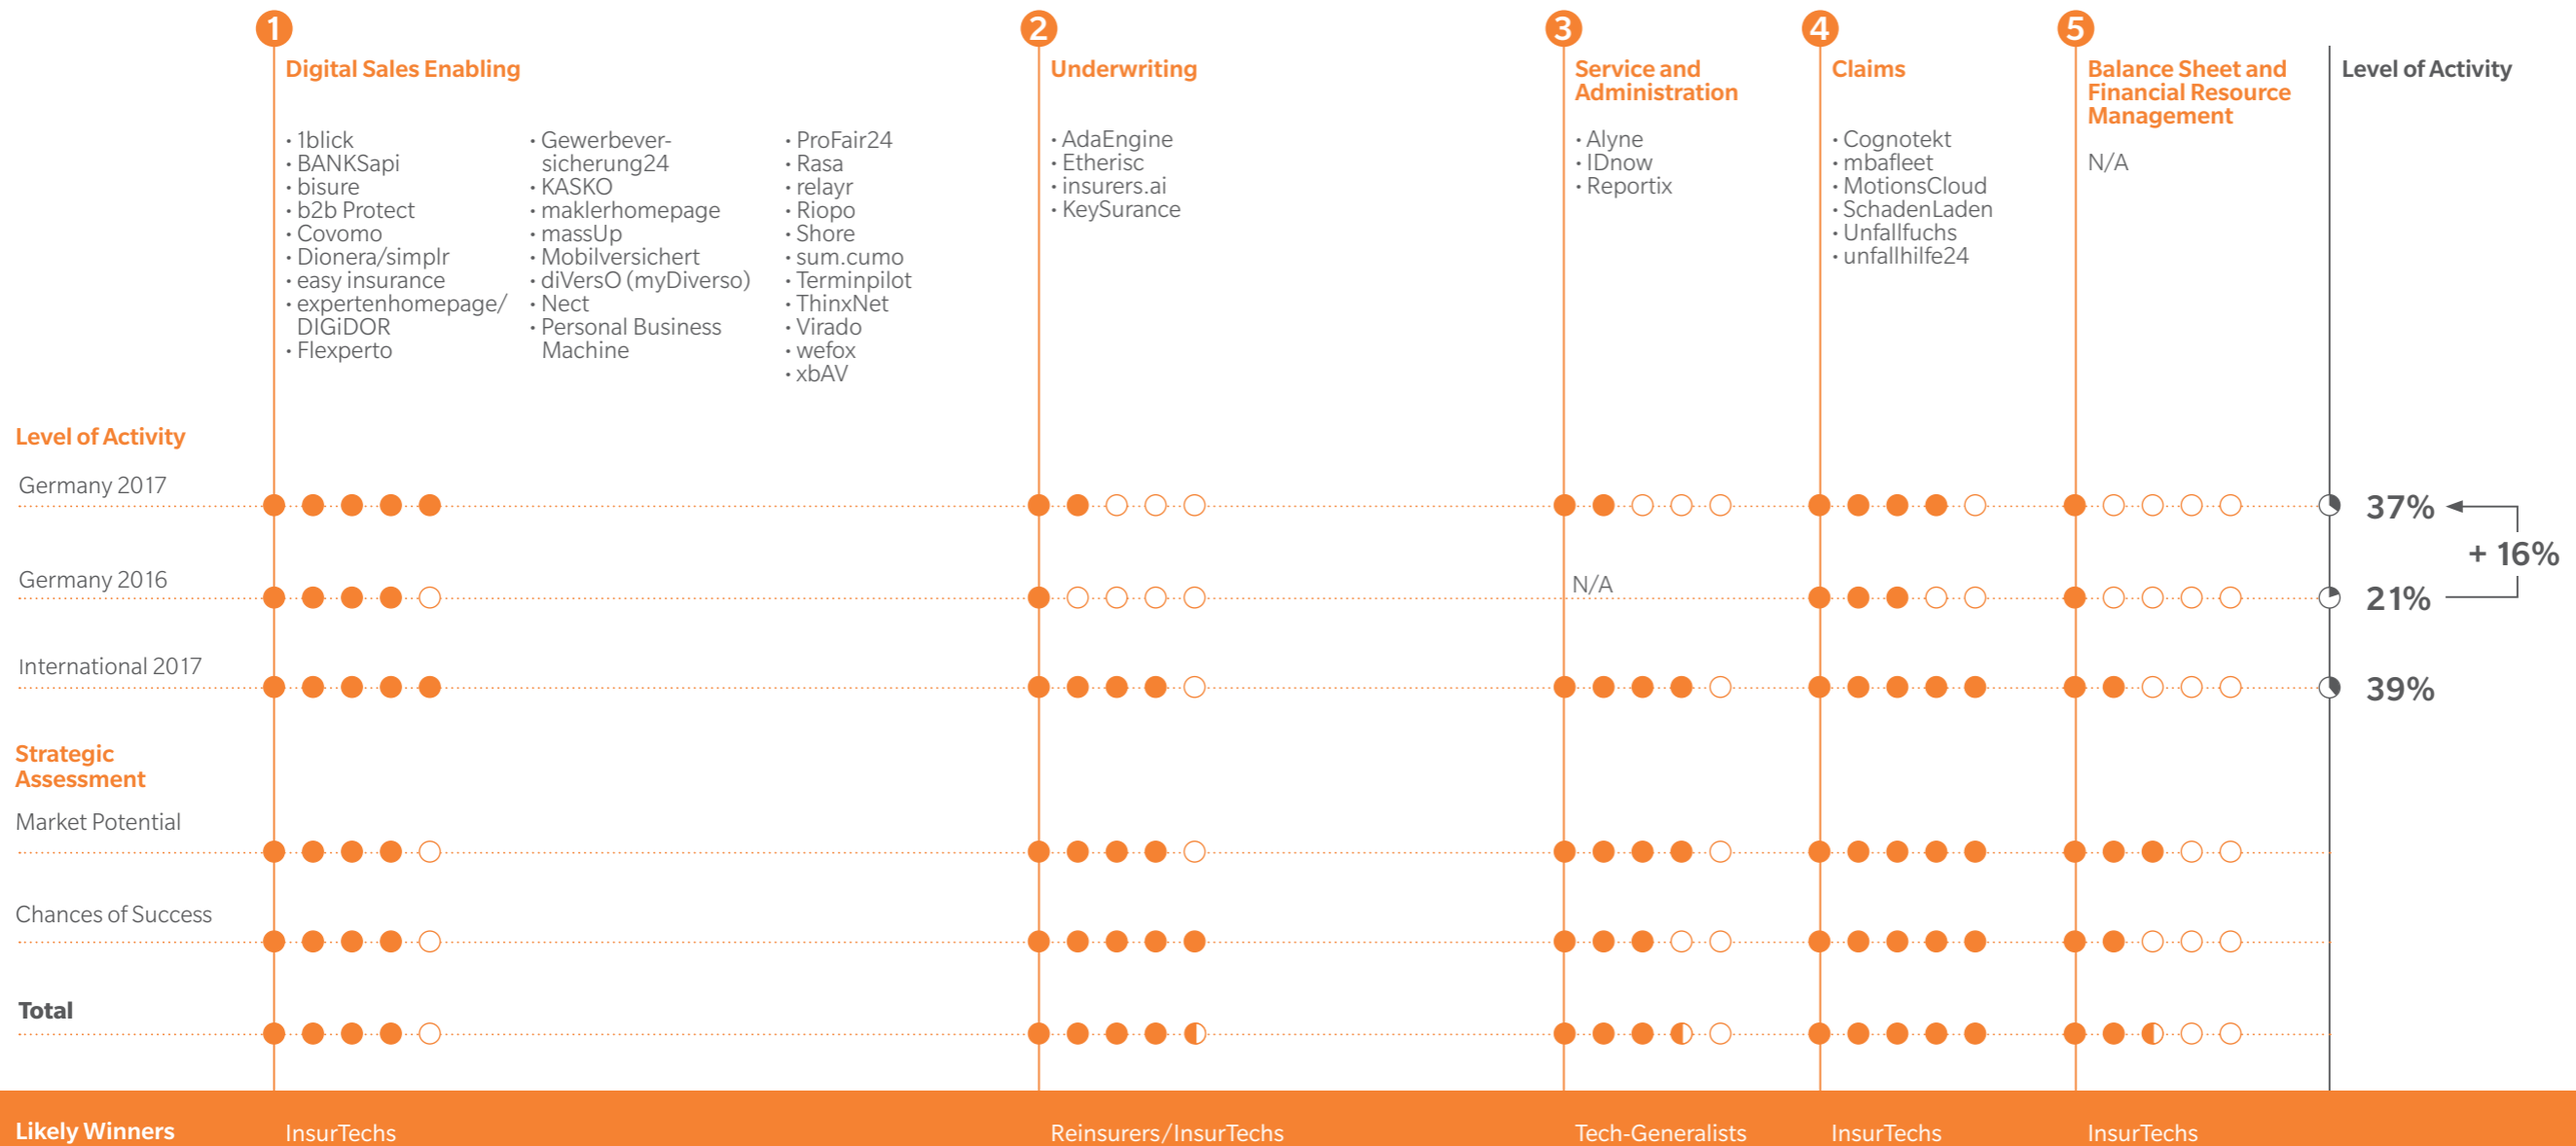 1
Digital Sales Enabling
· 1blick
· BANKSapi
· bisure
· b2b Protect
· Covomo
· Dionera/simplr
· easy insurance
· expertenhomepage/
DIGiDOR
· Flexperto
· Gewerbever-
sicherung24
· KASKO
· maklerhomepage
· massUp
· Mobilversichert
· diVersO (myDiverso)
· Nect
· Personal Business
Machine
· ProFair24
· Rasa
· relayr
· Riopo
· Shore
· sum.cumo
· Terminpilot
· ThinxNet
· Virado
· wefox
· xbAV
2
Underwriting
· AdaEngine
· Etherisc
· insurers.ai
· KeySurance
3
Service and
Administration
· Alyne
· IDnow
· Reportix
4
Claims
· Cognotekt
· mbafleet
· MotionsCloud
· SchadenLaden
· Unfallfuchs
· unfallhilfe24
5
Balance Sheet and
Financial Resource
Management
N/A
Level of Activity
Level of Activity
Germany 2017
37%
+ 16%
Germany 2016
N/A
21%
International 2017
39%
Strategic
Assessment
Market Potential
Chances of Success
Total
Likely Winners
InsurTechs
Reinsurers/InsurTechs
Tech-Generalists
InsurTechs
InsurTechs